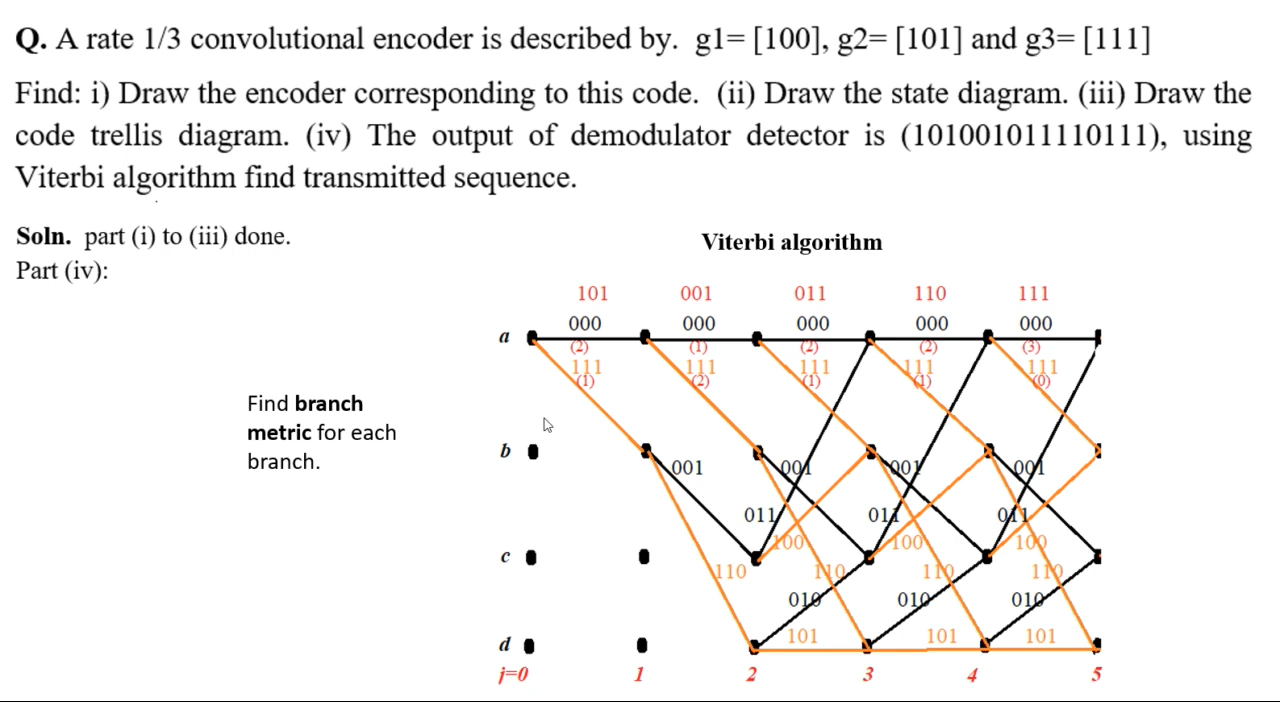 Q. A rate 1/3 convolutional encoder is described by. g1= [100], g2= [101] and g3= [111]
Find: i) Draw the encoder corresponding to this code. (ii) Draw the state diagram. (iii) Draw the
code trellis diagram. (iv) The output of demodulator detector is (101001011110111), using
Viterbi algorithm find transmitted sequence.
Soln. part (i) to (iii) done.
Part (iv):
Viterbi algorithm
101 001 011 110 111
000 000 000 000 000
a
(2) (1) (2) (2) (3)
111 111 111 111 111
(1) (2) (1) (1) (0)
Find branch
metric for each
branch.
b
001 001 001 001
011 011 011
100 100 100
c
110 110 110 110
010 010 010
101 101 101
d
j=0 1 2 3 4 5